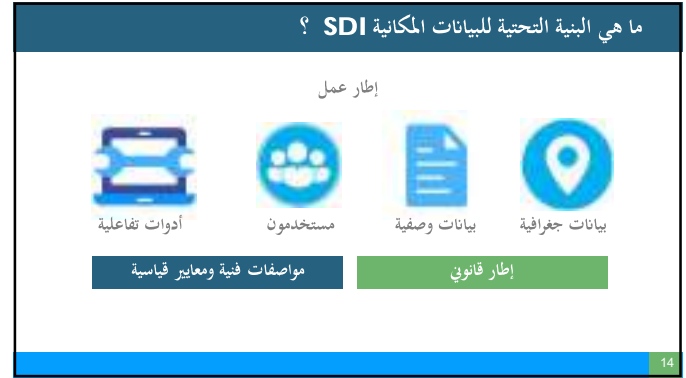 ما هي البنية التحتية للبيانات المكانية SDI ؟
إطار عمل
بيانات جغرافية
بيانات وصفية
مستخدمون
أدوات تفاعلية
إطار قانوني
مواصفات فنية ومعايير قياسية
14